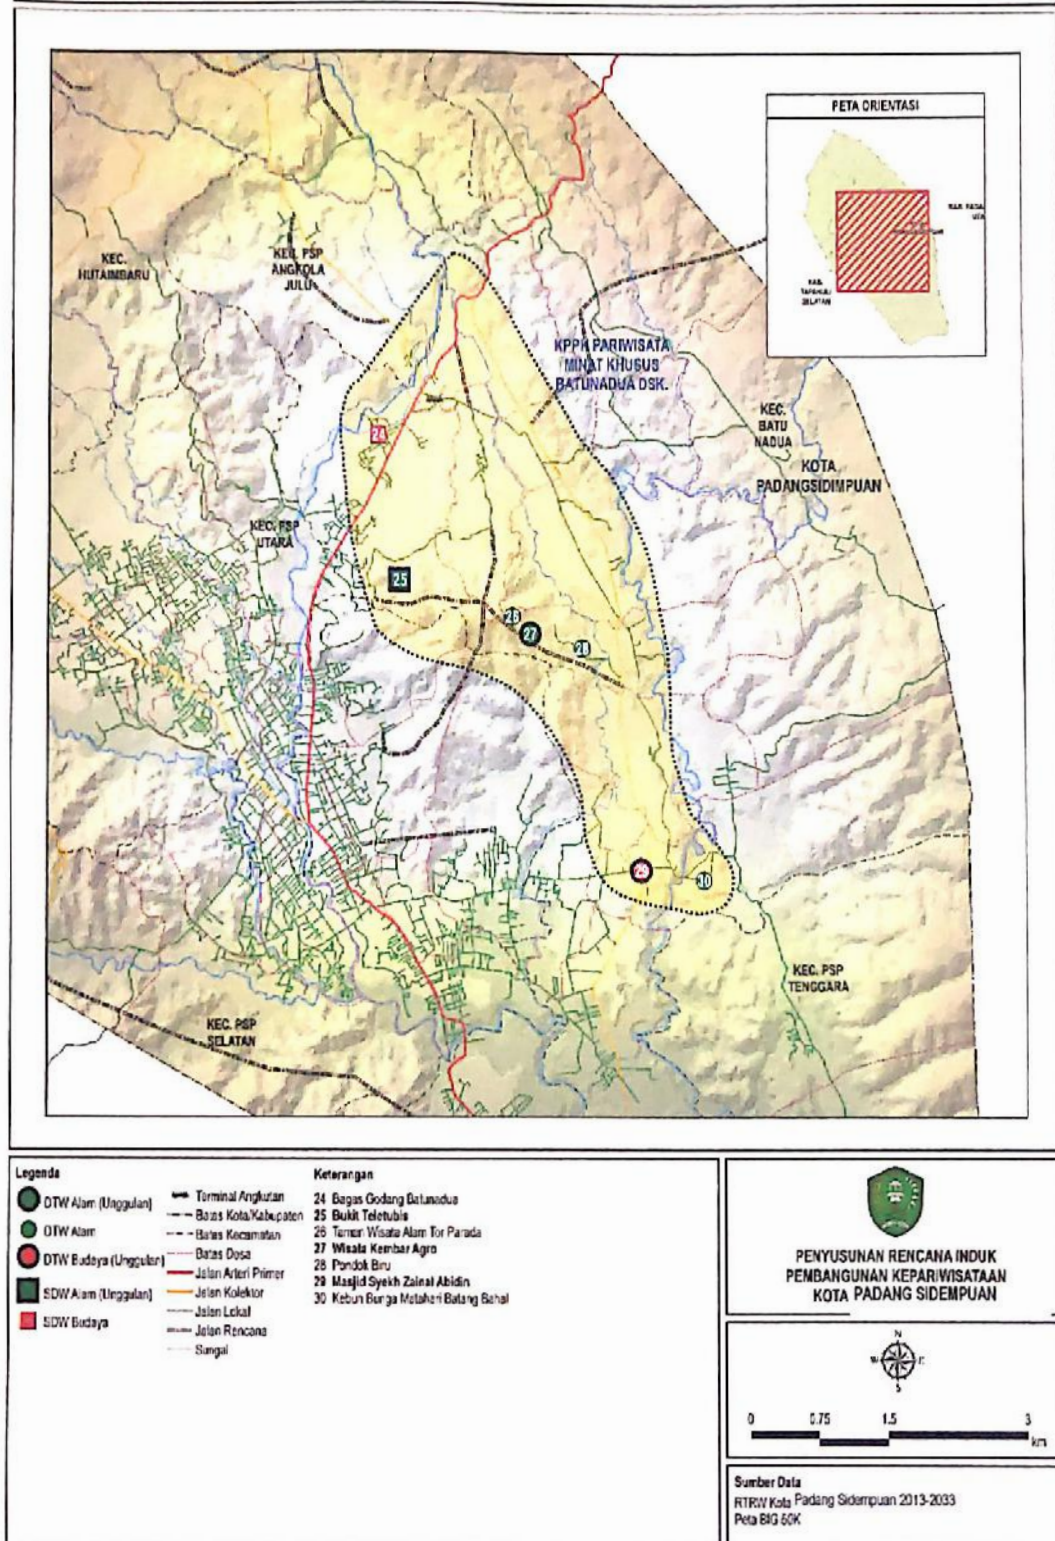 PETA ORIENTASI
KAB.
TAPANULI
SELATAN
KEC.
HUTAIMBARU
KEC. PSP
ANGKOLA
JULU
KPPK PARIWISATA
MINAT KHUSUS
BATUNADUA DSK.
KEC.
BATU
NADUA
KOTA
PADANGSIDIMPUAN
24
KEC. PSP
UTARA
25
26
27
28
29
30
KEC. PSP
TENGGARA
KEC. PSP
SELATAN
Legenda
DTW Alam (Unggulan)
DTW Alam
DTW Budaya (Unggulan)
SDW Alam (Unggulan)
SDW Budaya
Terminal Angkutan
Batas Kota/Kabupaten
Batas Kecamatan
Batas Desa
Jalan Arteri Primer
Jalan Kolektor
Jalan Lokal
Jalan Rencana
Sungai
Keterangan
24 Bagas Godang Batunadua
25 Bukit Teletubis
26 Taman Wisata Alam Tor Parada
27 Wisata Kembar Agro
28 Pondok Biru
29 Masjid Syekh Zainal Abidin
30 Kebun Bunga Matahari Batang Bahal
PENYUSUNAN RENCANA INDUK
PEMBANGUNAN KEPARIWISATAAN
KOTA PADANG SIDEMPUAN
N
W E
S
0 0.75 1.5 3
km
Sumber Data
RTRW Kota Padang Sidempuan 2013-2033
Peta BIG 50K